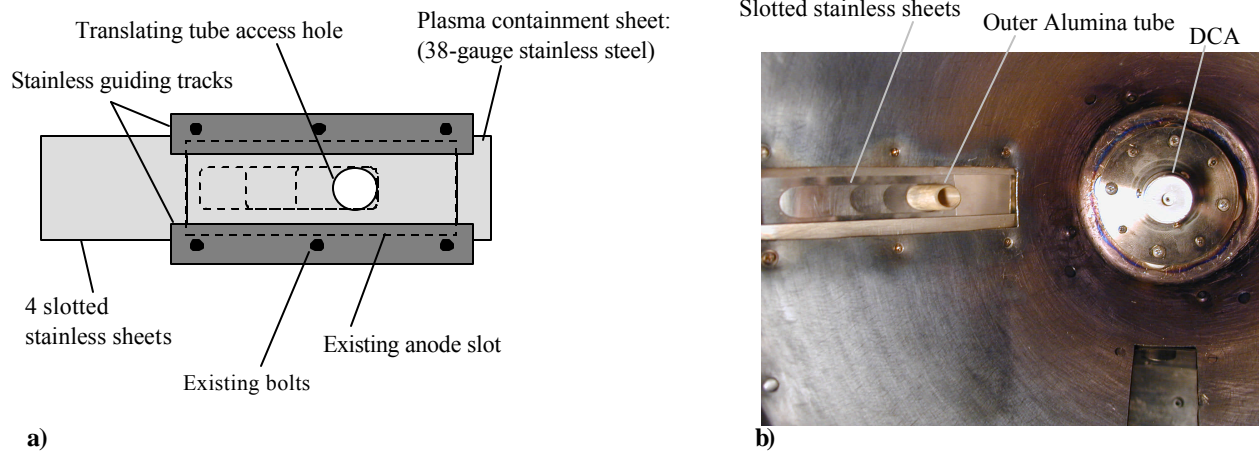 Translating tube access hole
Plasma containment sheet:
(38-gauge stainless steel)
Stainless guiding tracks
4 slotted
stainless sheets
Existing anode slot
Existing bolts
a)
Slotted stainless sheets
Outer Alumina tube
DCA
b)